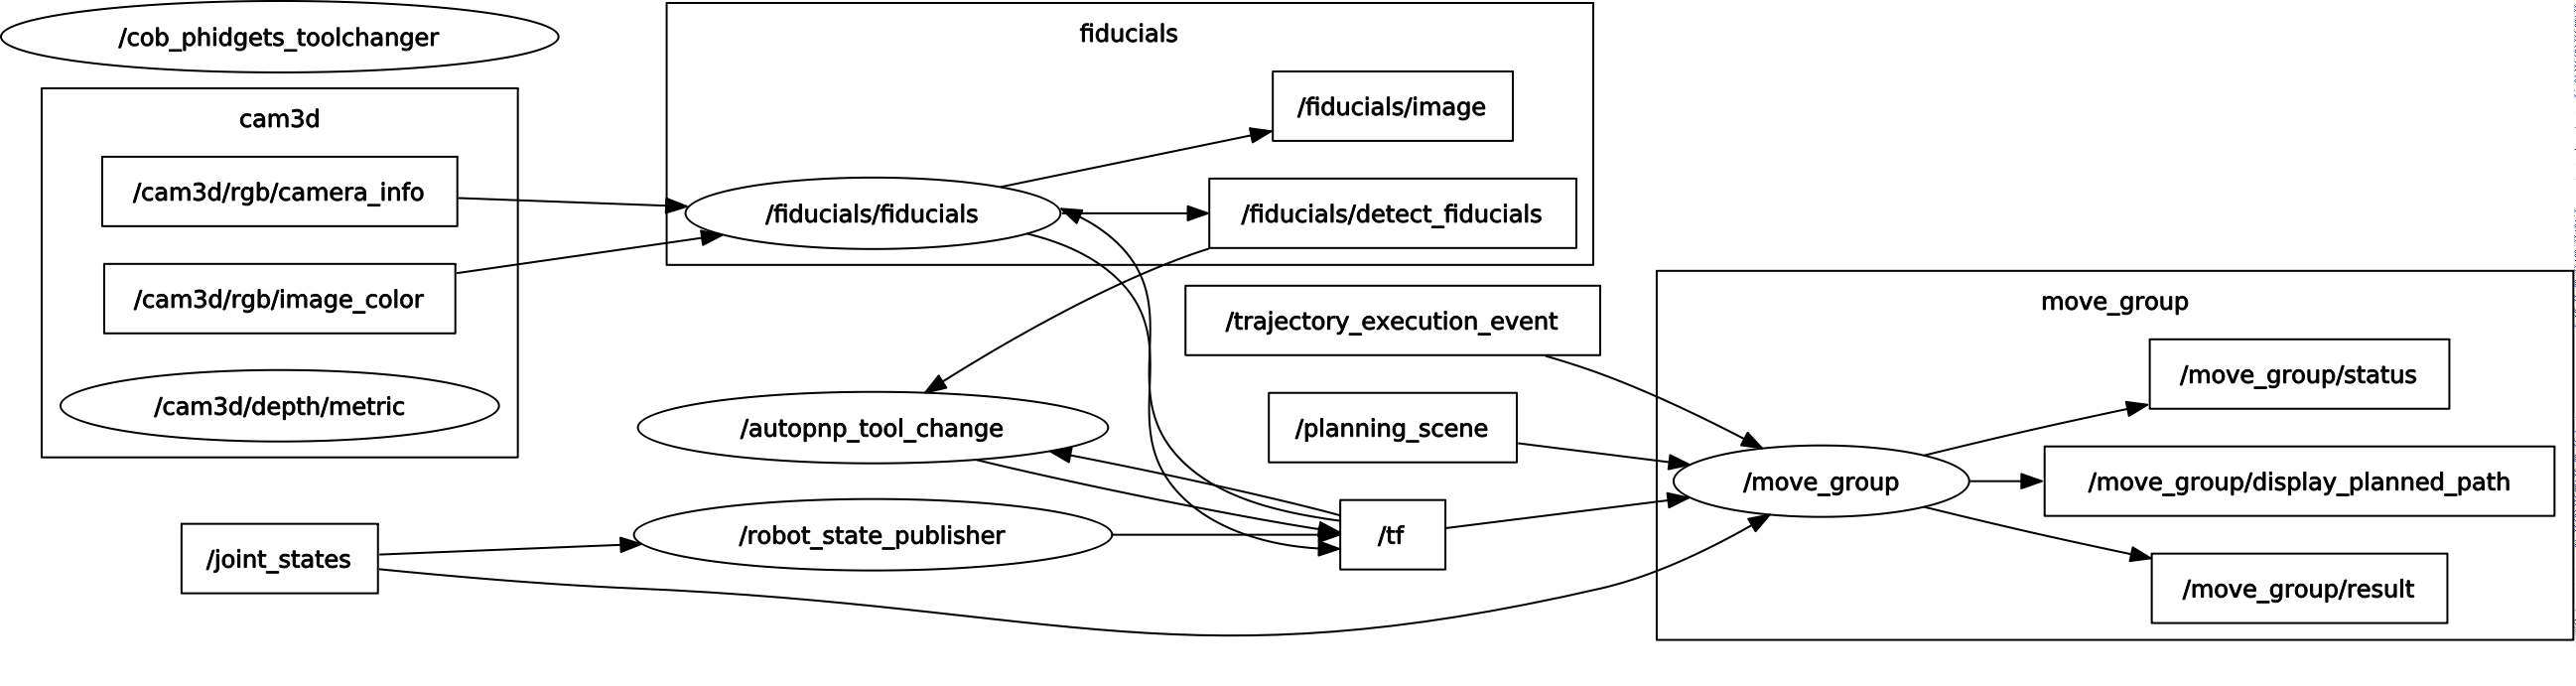 /cob_phidgets_toolchanger
cam3d
/cam3d/rgb/camera_info
/cam3d/rgb/image_color
/cam3d/depth/metric
/joint_states
fiducials
/fiducials/image
/fiducials/fiducials
/fiducials/detect_fiducials
/trajectory_execution_event
/autopnp_tool_change
/planning_scene
/robot_state_publisher
/tf
move_group
/move_group/status
/move_group
/move_group/display_planned_path
/move_group/result